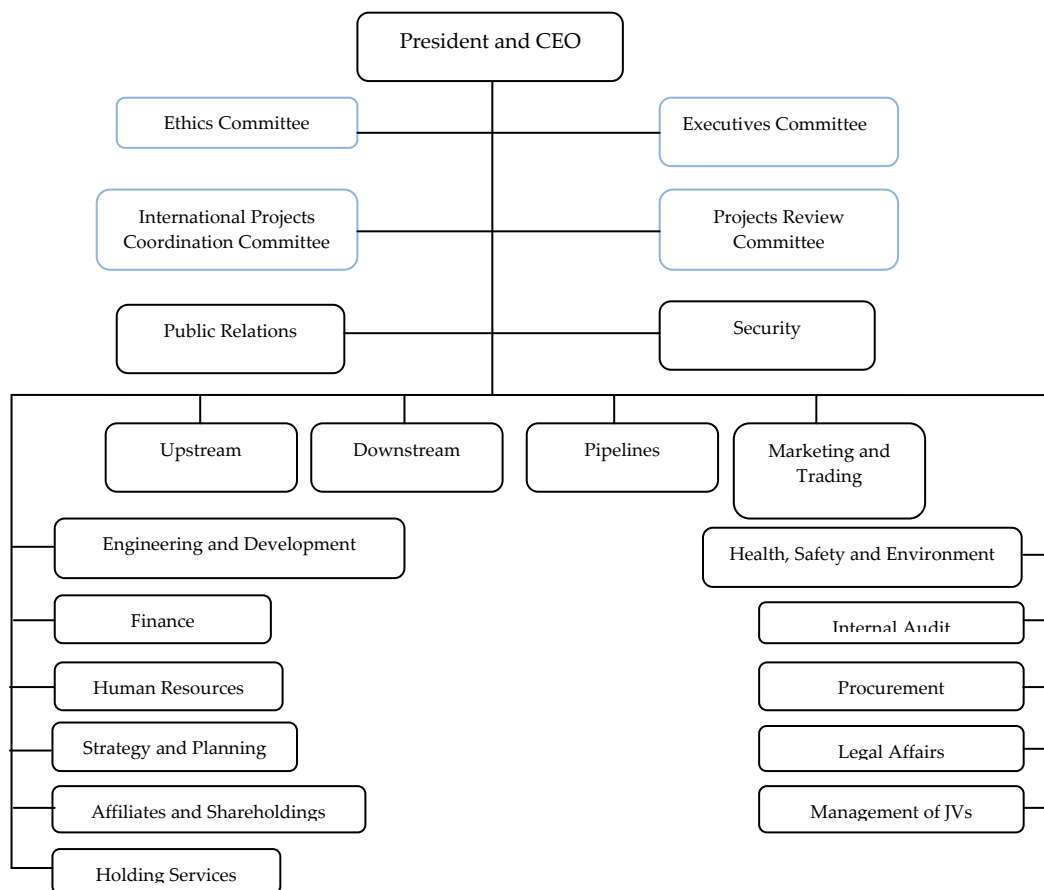 President and CEO
Ethics Committee
Executives Committee
International Projects
Coordination Committee
Projects Review
Committee
Public Relations
Security
Upstream
Downstream
Pipelines
Marketing and
Trading
Engineering and Development
Health, Safety and Environment
Finance
Internal Audit
Human Resources
Procurement
Strategy and Planning
Legal Affairs
Affiliates and Shareholdings
Management of JVs
Holding Services